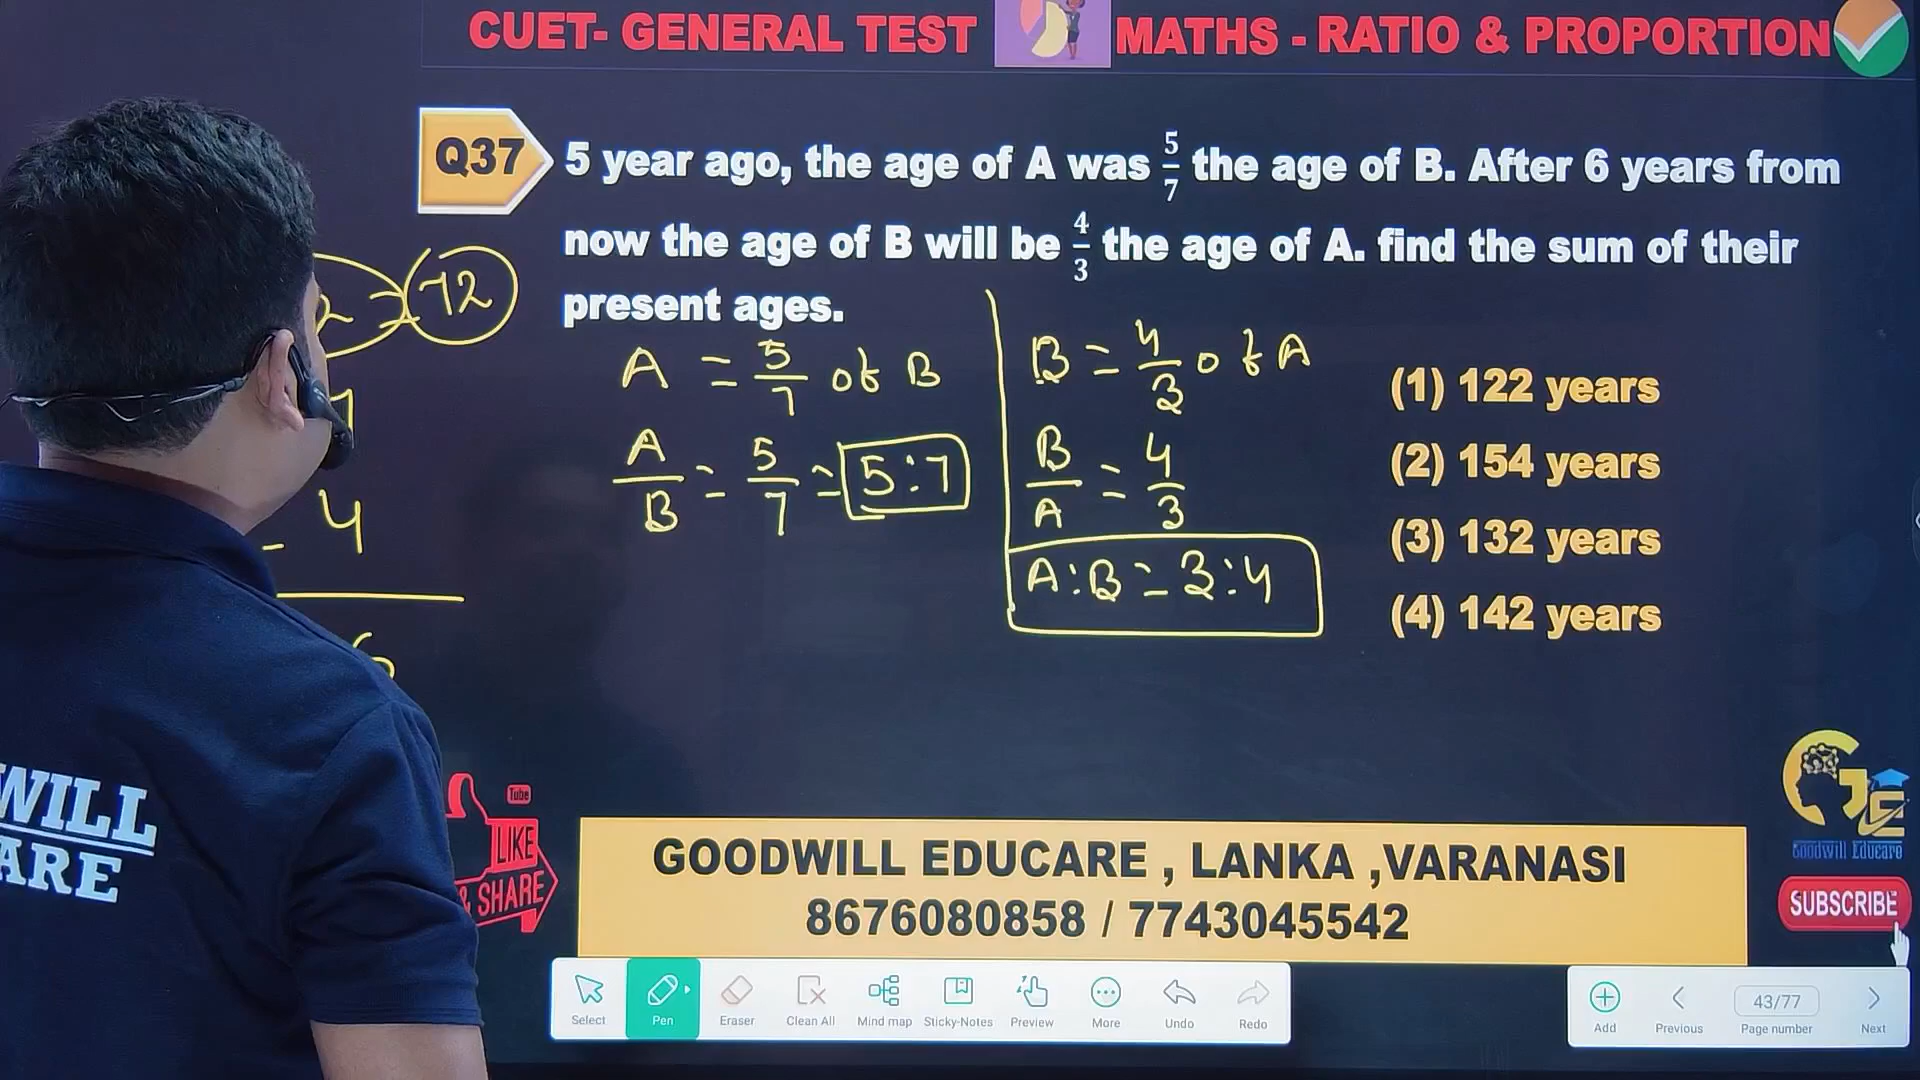 CUET- GENERAL TEST
MATHS - RATIO & PROPORTION
Q37
5 year ago, the age of A was 5/7 the age of B. After 6 years from
now the age of B will be 4/3 the age of A. find the sum of their
present ages.
72
A = 5/7 of B
A/B = 5/7 = 5:7
B = 4/3 of A
B/A = 4/3
A:B = 3:4
- 4
6
(1) 122 years
(2) 154 years
(3) 132 years
(4) 142 years
WILL
ARE
Tube
LIKE
& SHARE
GOODWILL EDUCARE , LANKA ,VARANASI
8676080858 / 7743045542
GE
Goodwill Educare
SUBSCRIBE
Select
Pen
Eraser
Clean All
Mind map
Sticky-Notes
Preview
More
Undo
Redo
Add
Previous
43/77
Page number
Next